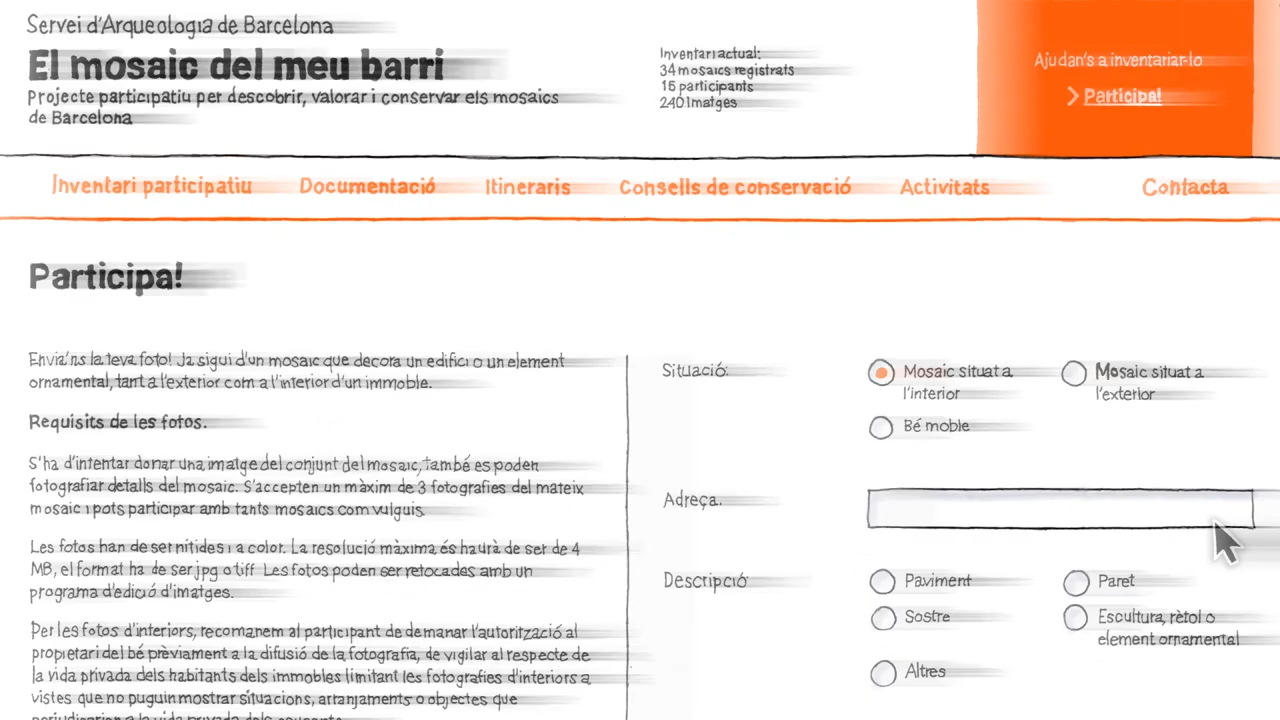 Servei d'Arqueologia de Barcelona
El mosaic del meu barri
Projecte participatiu per descobrir, valorar i conservar els mosaics
de Barcelona
Inventari actual:
34 mosaics registrats
15 participants
240 Imatges
Ajudan's a inventariar-lo
Participa!
Inventari participatiu
Documentació
Itineraris
Consells de conservació
Activitats
Contacta
Participa!
Envia'ns la teva foto! Ja sigui d'un mosaic que decora un edifici o un element
ornamental, tant a l'exterior com a l'interior d'un immoble.
Requisits de les fotos.
S'ha d'intentar donar una imatge del conjunt del mosaic, també es poden
fotografiar detalls del mosaic. S'accepten un màxim de 3 fotografies del mateix
mosaic i pots participar amb tants mosaics com vulguis.
Les fotos han de ser nítides i a color. La resolució màxima és haurà de ser de 4
MB, el format ha de ser jpg o tiff Les fotos poden ser retocades amb un
programa d'edició d'imatges.
Per les fotos d'interiors, recomanem al participant de demanar l'autorització al
propietari del bé prèviament a la difusió de la fotografia, de vigilar al respecte de
la vida privada dels habitants dels immobles limitant les fotografies d'interiors a
vistes que no puguin mostrar situacions, arranjaments o objectes que
Situació:
Mosaic situat a
l'interior
Mosaic situat a
l'exterior
Bé moble
Adreça:
Descripció
Paviment
Paret
Sostre
Escultura, rètol o
element ornamental
Altres